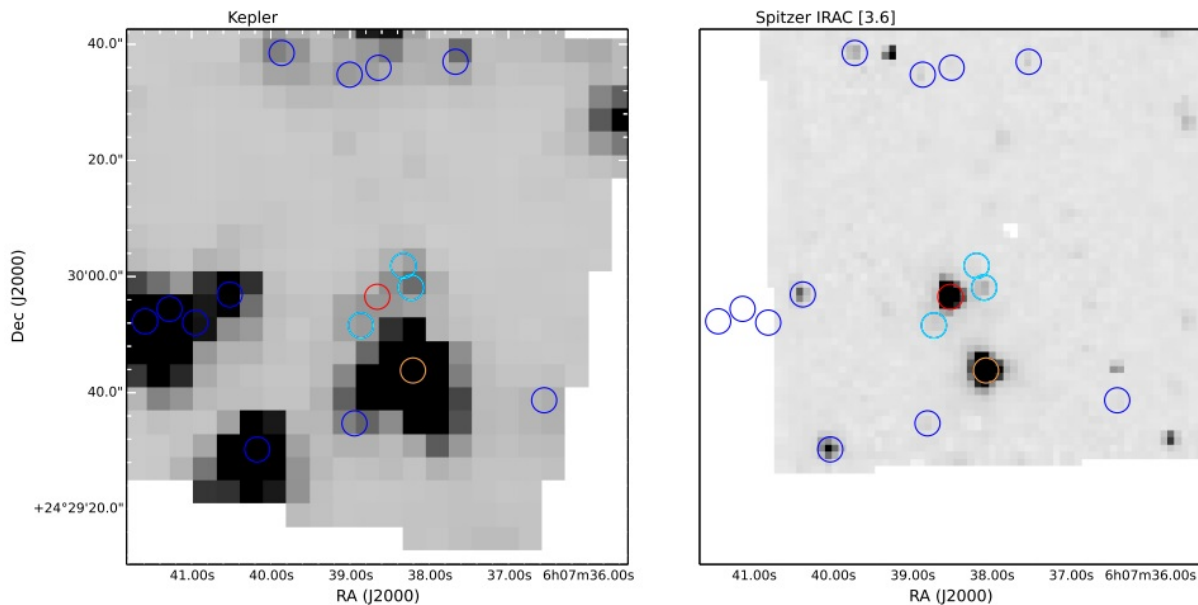 Kepler
Spitzer IRAC [3.6]
40.0"
20.0"
30'00.0"
40.0"
+24°29'20.0"
Dec (J2000)
41.00s 40.00s 39.00s 38.00s 37.00s 6h07m36.00s
41.00s 40.00s 39.00s 38.00s 37.00s 6h07m36.00s
RA (J2000)
RA (J2000)